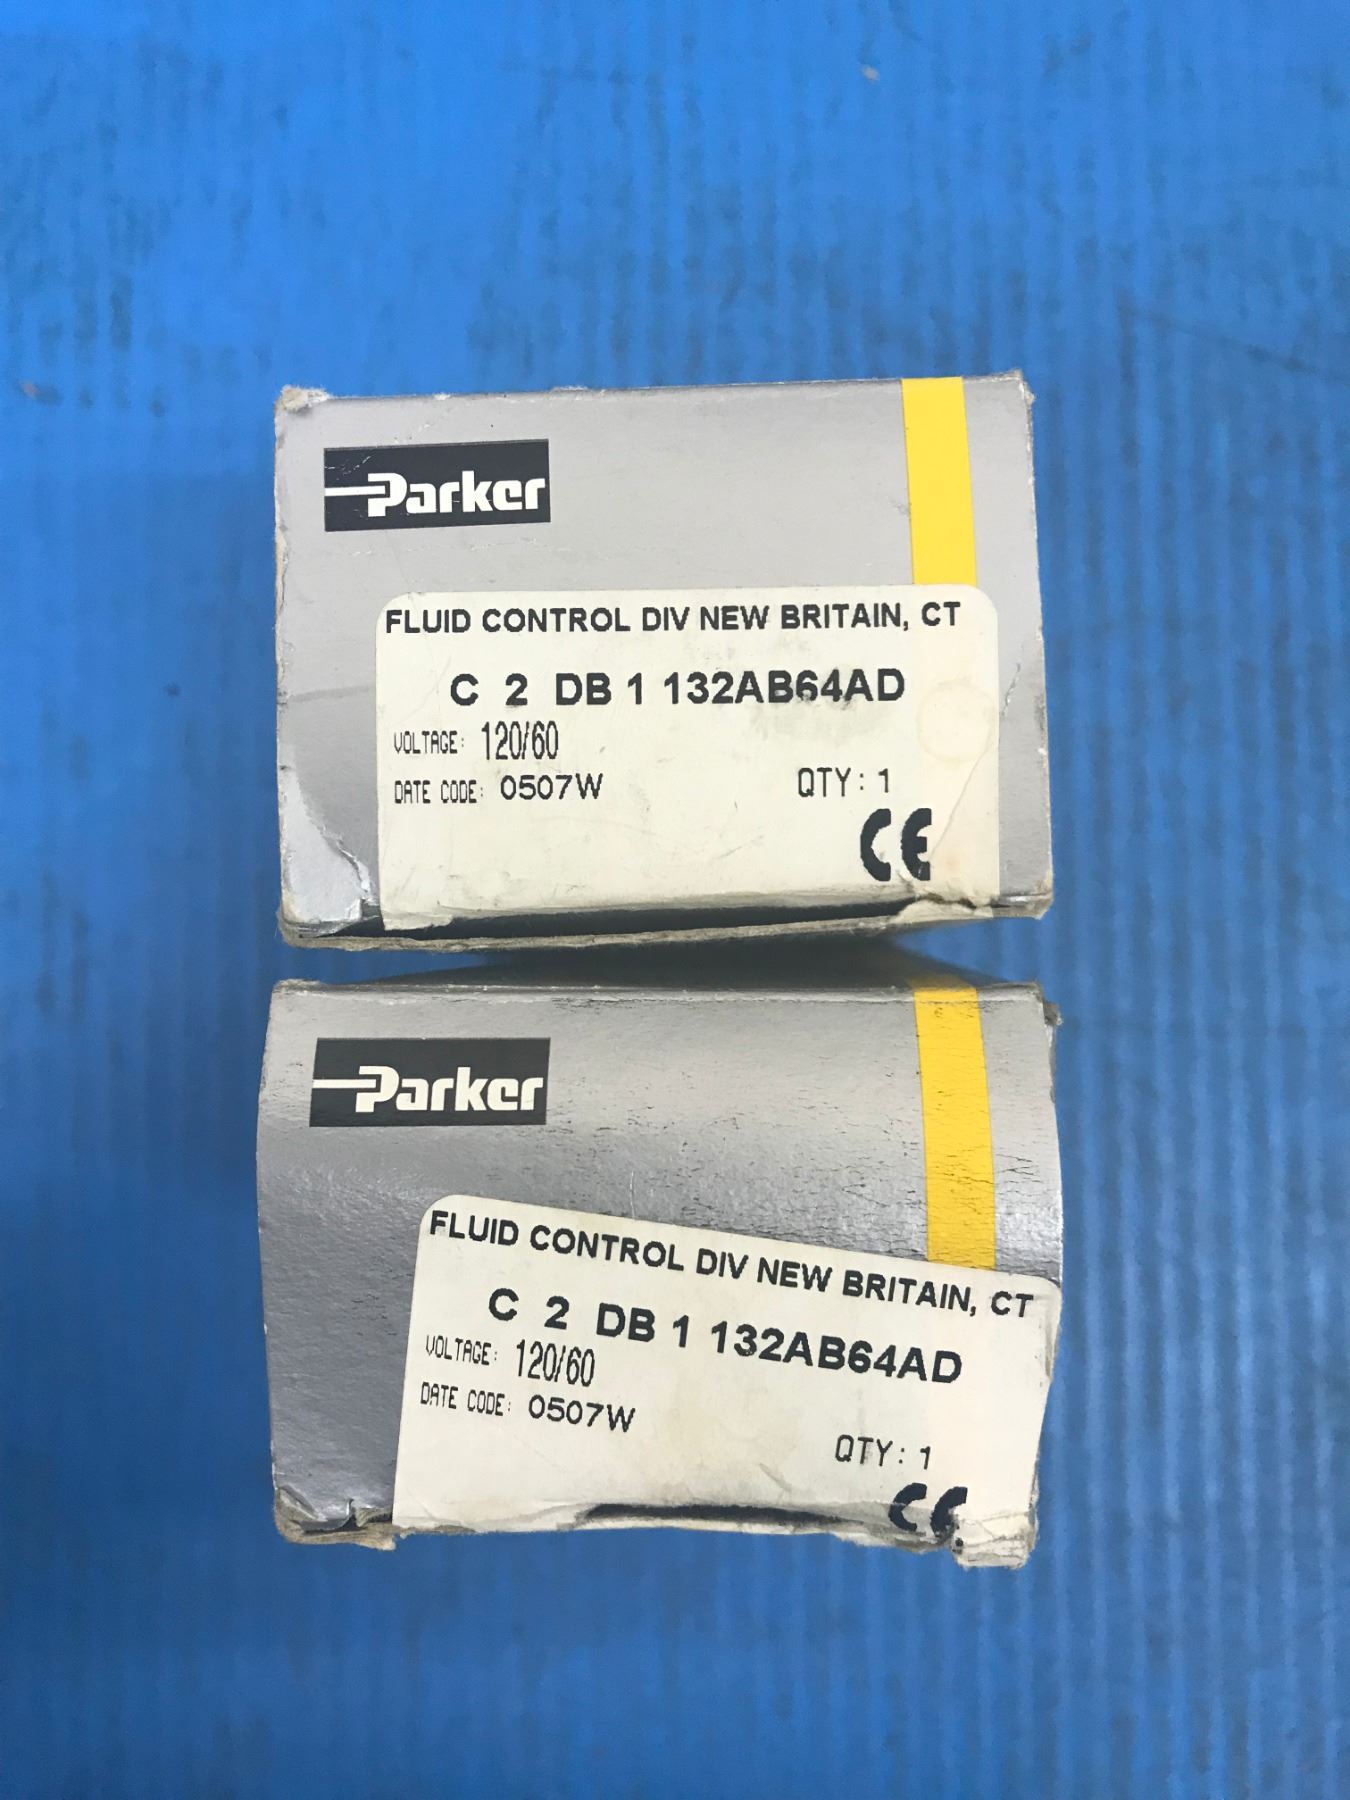 Parker
FLUID CONTROL DIV NEW BRITAIN, CT
C 2 DB 1 132AB64AD
VOLTAGE: 120/60
DATE CODE: 0507W QTY: 1
CE
Parker
FLUID CONTROL DIV NEW BRITAIN, CT
C 2 DB 1 132AB64AD
VOLTAGE: 120/60
DATE CODE: 0507W
QTY: 1
CE